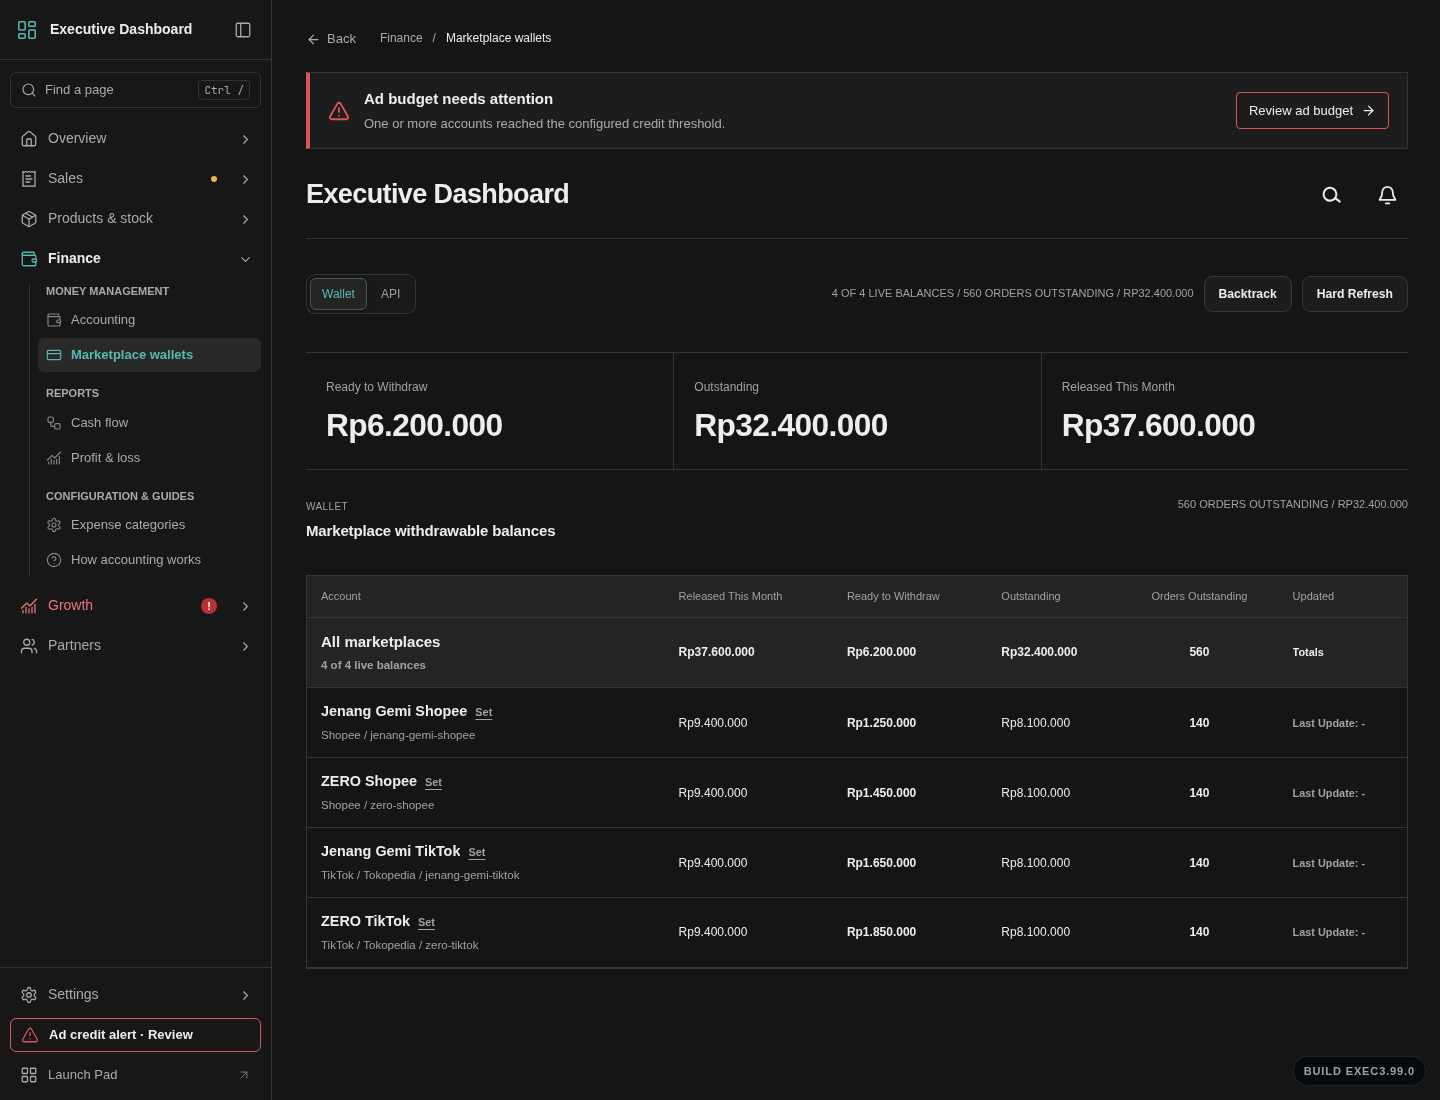 Executive Dashboard
Find a page
Ctrl /
Overview
Sales
Products & stock
Finance
MONEY MANAGEMENT
Accounting
Marketplace wallets
REPORTS
Cash flow
Profit & loss
CONFIGURATION & GUIDES
Expense categories
How accounting works
Growth
!
Partners
Settings
Ad credit alert · Review
Launch Pad
Back
Finance / Marketplace wallets
Ad budget needs attention
One or more accounts reached the configured credit threshold.
Review ad budget
Executive Dashboard
Wallet
API
4 OF 4 LIVE BALANCES / 560 ORDERS OUTSTANDING / RP32.400.000
Backtrack
Hard Refresh
Ready to Withdraw
Rp6.200.000
Outstanding
Rp32.400.000
Released This Month
Rp37.600.000
WALLET
Marketplace withdrawable balances
560 ORDERS OUTSTANDING / RP32.400.000
Account Released This Month Ready to Withdraw Outstanding Orders Outstanding Updated
All marketplaces
4 of 4 live balances
Rp37.600.000 Rp6.200.000 Rp32.400.000 560 Totals
Jenang Gemi Shopee Set
Shopee / jenang-gemi-shopee
Rp9.400.000 Rp1.250.000 Rp8.100.000 140 Last Update: -
ZERO Shopee Set
Shopee / zero-shopee
Rp9.400.000 Rp1.450.000 Rp8.100.000 140 Last Update: -
Jenang Gemi TikTok Set
TikTok / Tokopedia / jenang-gemi-tiktok
Rp9.400.000 Rp1.650.000 Rp8.100.000 140 Last Update: -
ZERO TikTok Set
TikTok / Tokopedia / zero-tiktok
Rp9.400.000 Rp1.850.000 Rp8.100.000 140 Last Update: -
BUILD EXEC3.99.0